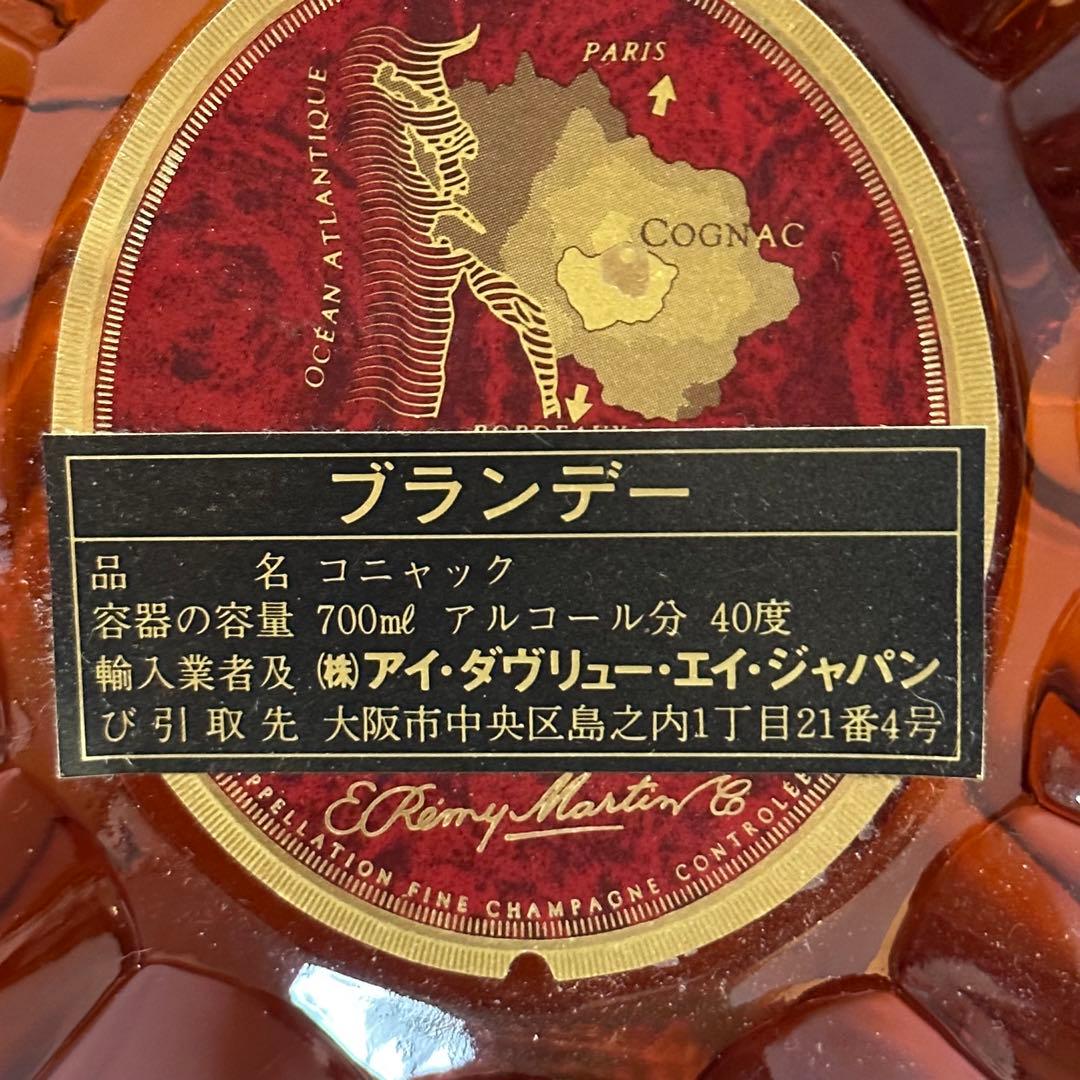 PARIS
OCÉAN ATLANTIQUE
COGNAC
BORDEAUX
ブランデー
品名 コニャック
容器の容量 700mℓ アルコール分 40度
輸入業者及 (株)アイ・ダヴリュー・エイ・ジャパン
び引取先 大阪市中央区島之内1丁目21番4号
E. Rémy Martin & C
APPELLATION FINE CHAMPAGNE CONTROLÉE